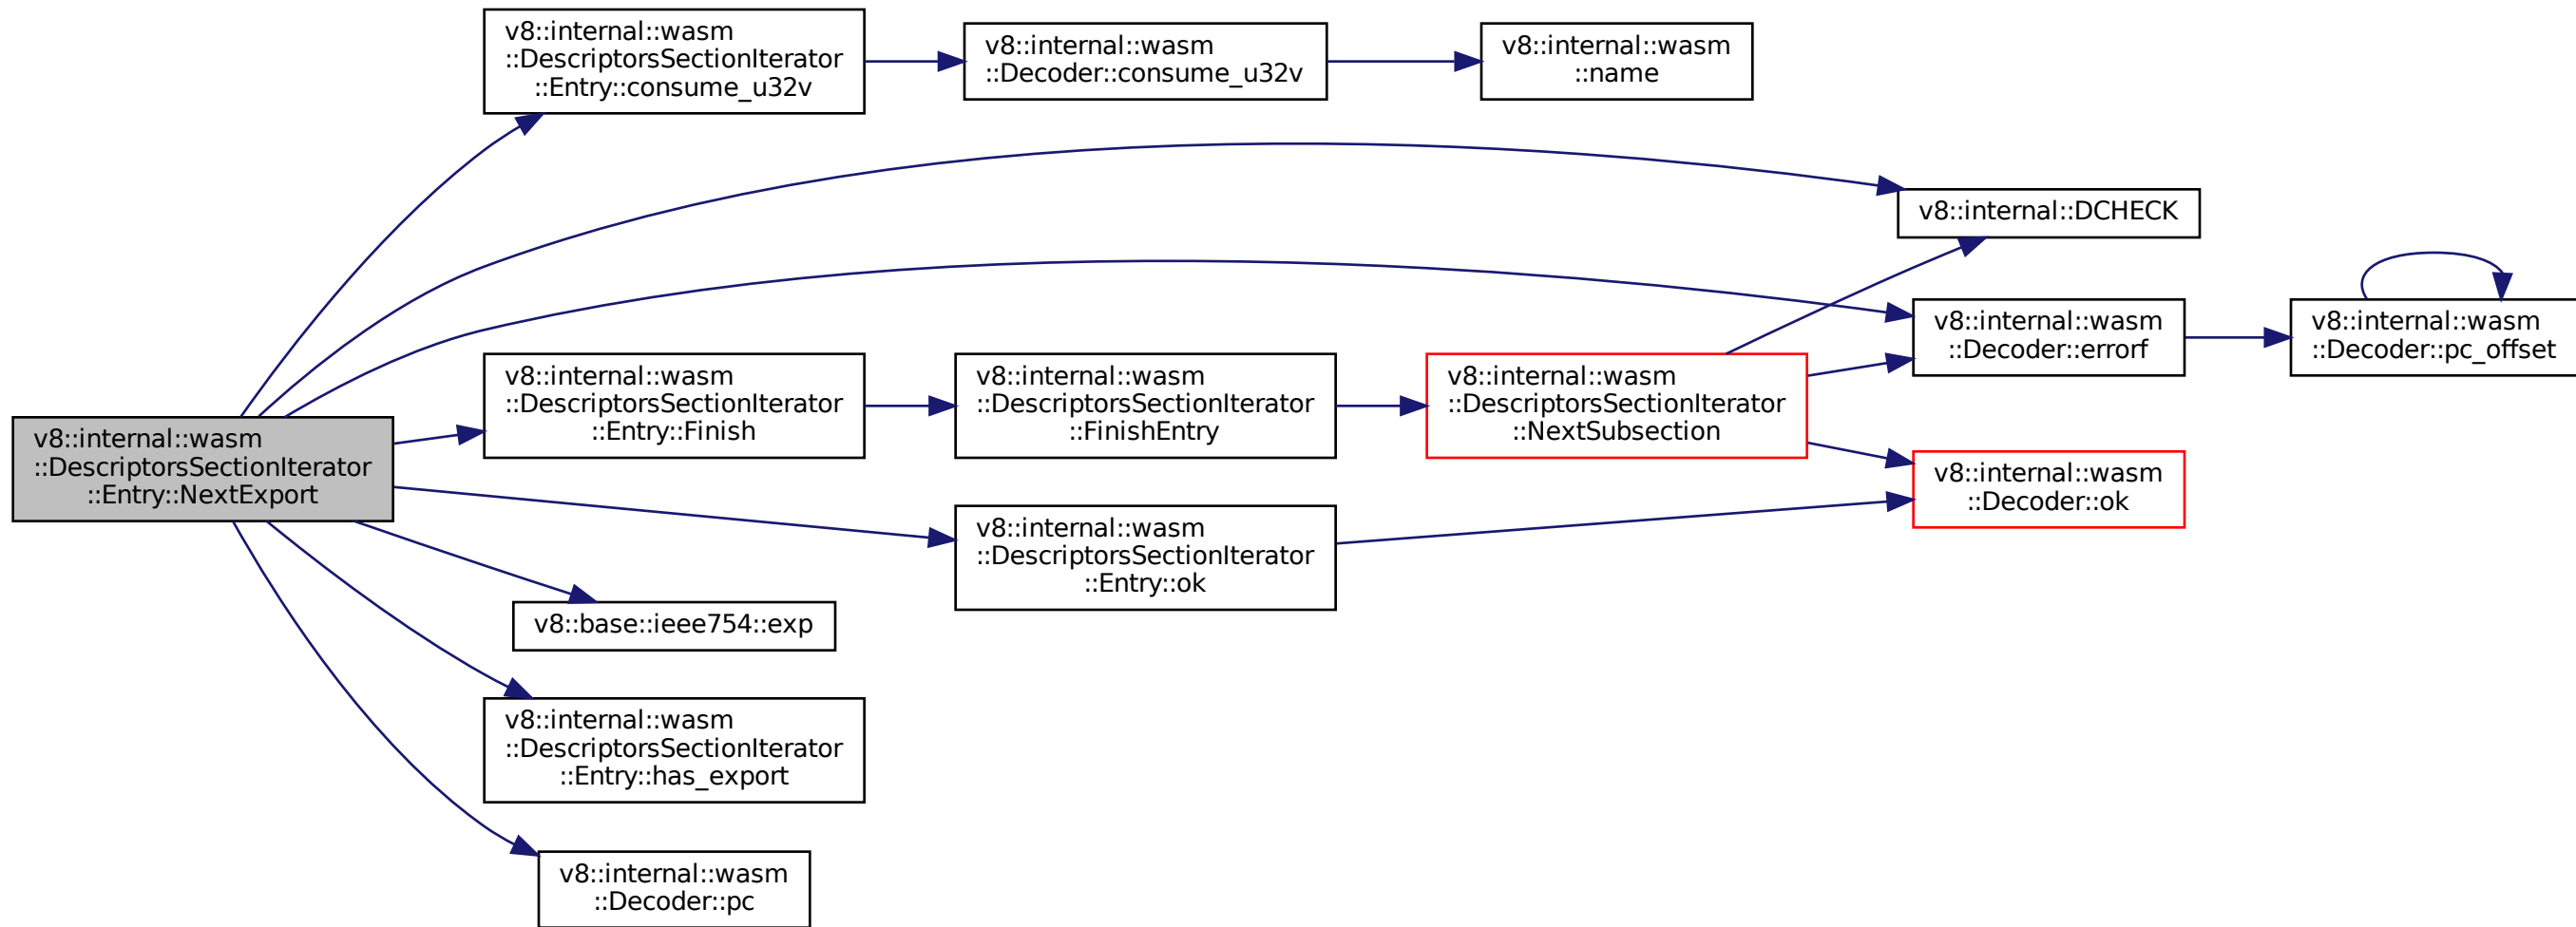 v8::internal::wasm
::DescriptorsSectionIterator
::Entry::NextExport
v8::internal::wasm
::DescriptorsSectionIterator
::Entry::consume_u32v
v8::internal::wasm
::Decoder::consume_u32v
v8::internal::wasm
::name
v8::internal::DCHECK
v8::internal::wasm
::Decoder::errorf
v8::internal::wasm
::Decoder::pc_offset
v8::internal::wasm
::DescriptorsSectionIterator
::Entry::Finish
v8::internal::wasm
::DescriptorsSectionIterator
::FinishEntry
v8::internal::wasm
::DescriptorsSectionIterator
::NextSubsection
v8::internal::wasm
::Decoder::ok
v8::internal::wasm
::DescriptorsSectionIterator
::Entry::ok
v8::base::ieee754::exp
v8::internal::wasm
::DescriptorsSectionIterator
::Entry::has_export
v8::internal::wasm
::Decoder::pc